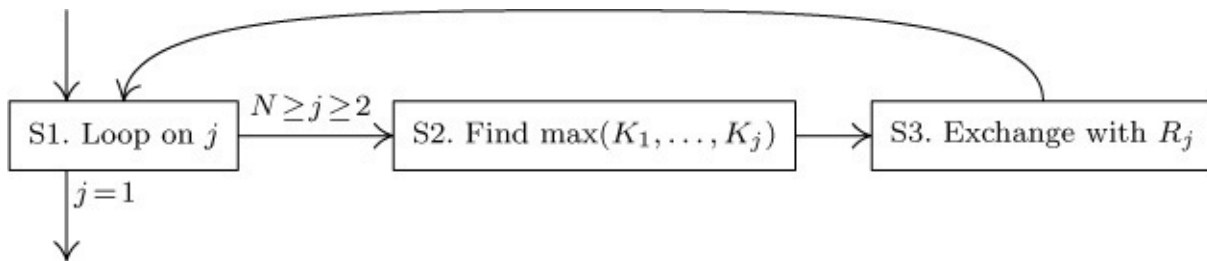 N ≥ j ≥ 2
S1. Loop on j
S2. Find max(K₁, . . . , Kⱼ)
S3. Exchange with Rⱼ
j = 1